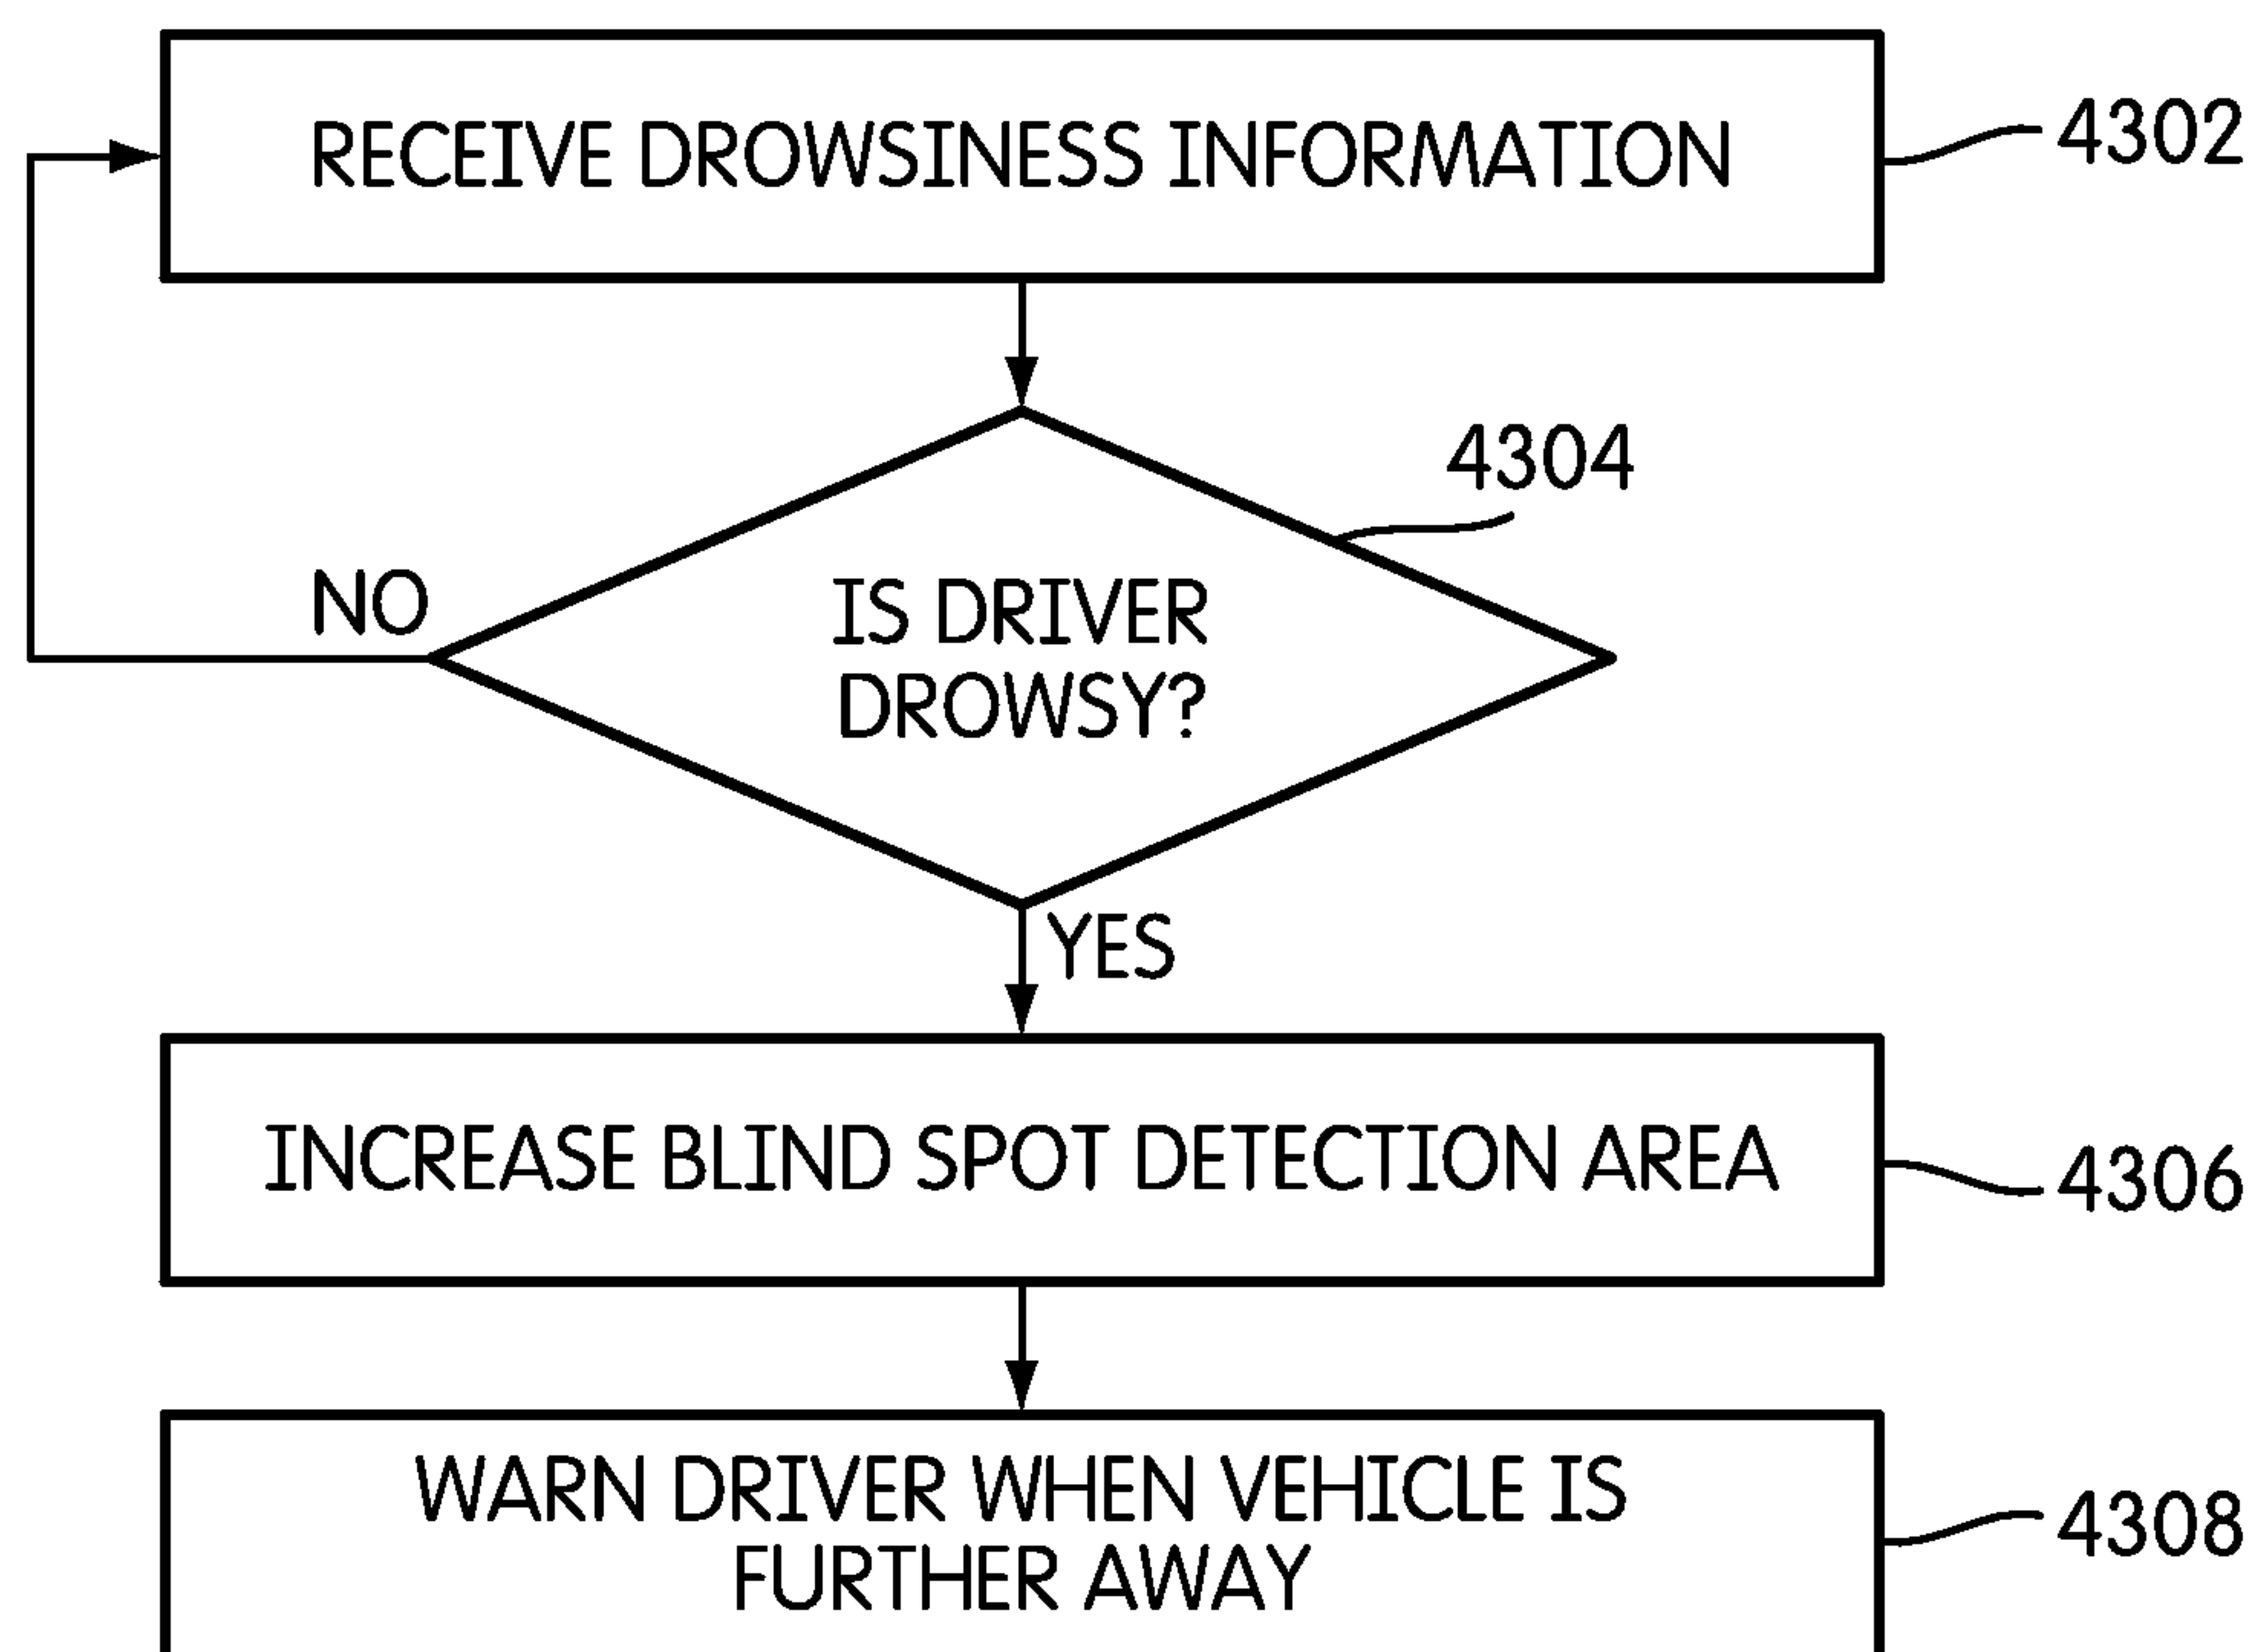 RECEIVE DROWSINESS INFORMATION
4302
4304
IS DRIVER
DROWSY?
NO
YES
INCREASE BLIND SPOT DETECTION AREA
4306
WARN DRIVER WHEN VEHICLE IS
FURTHER AWAY
4308